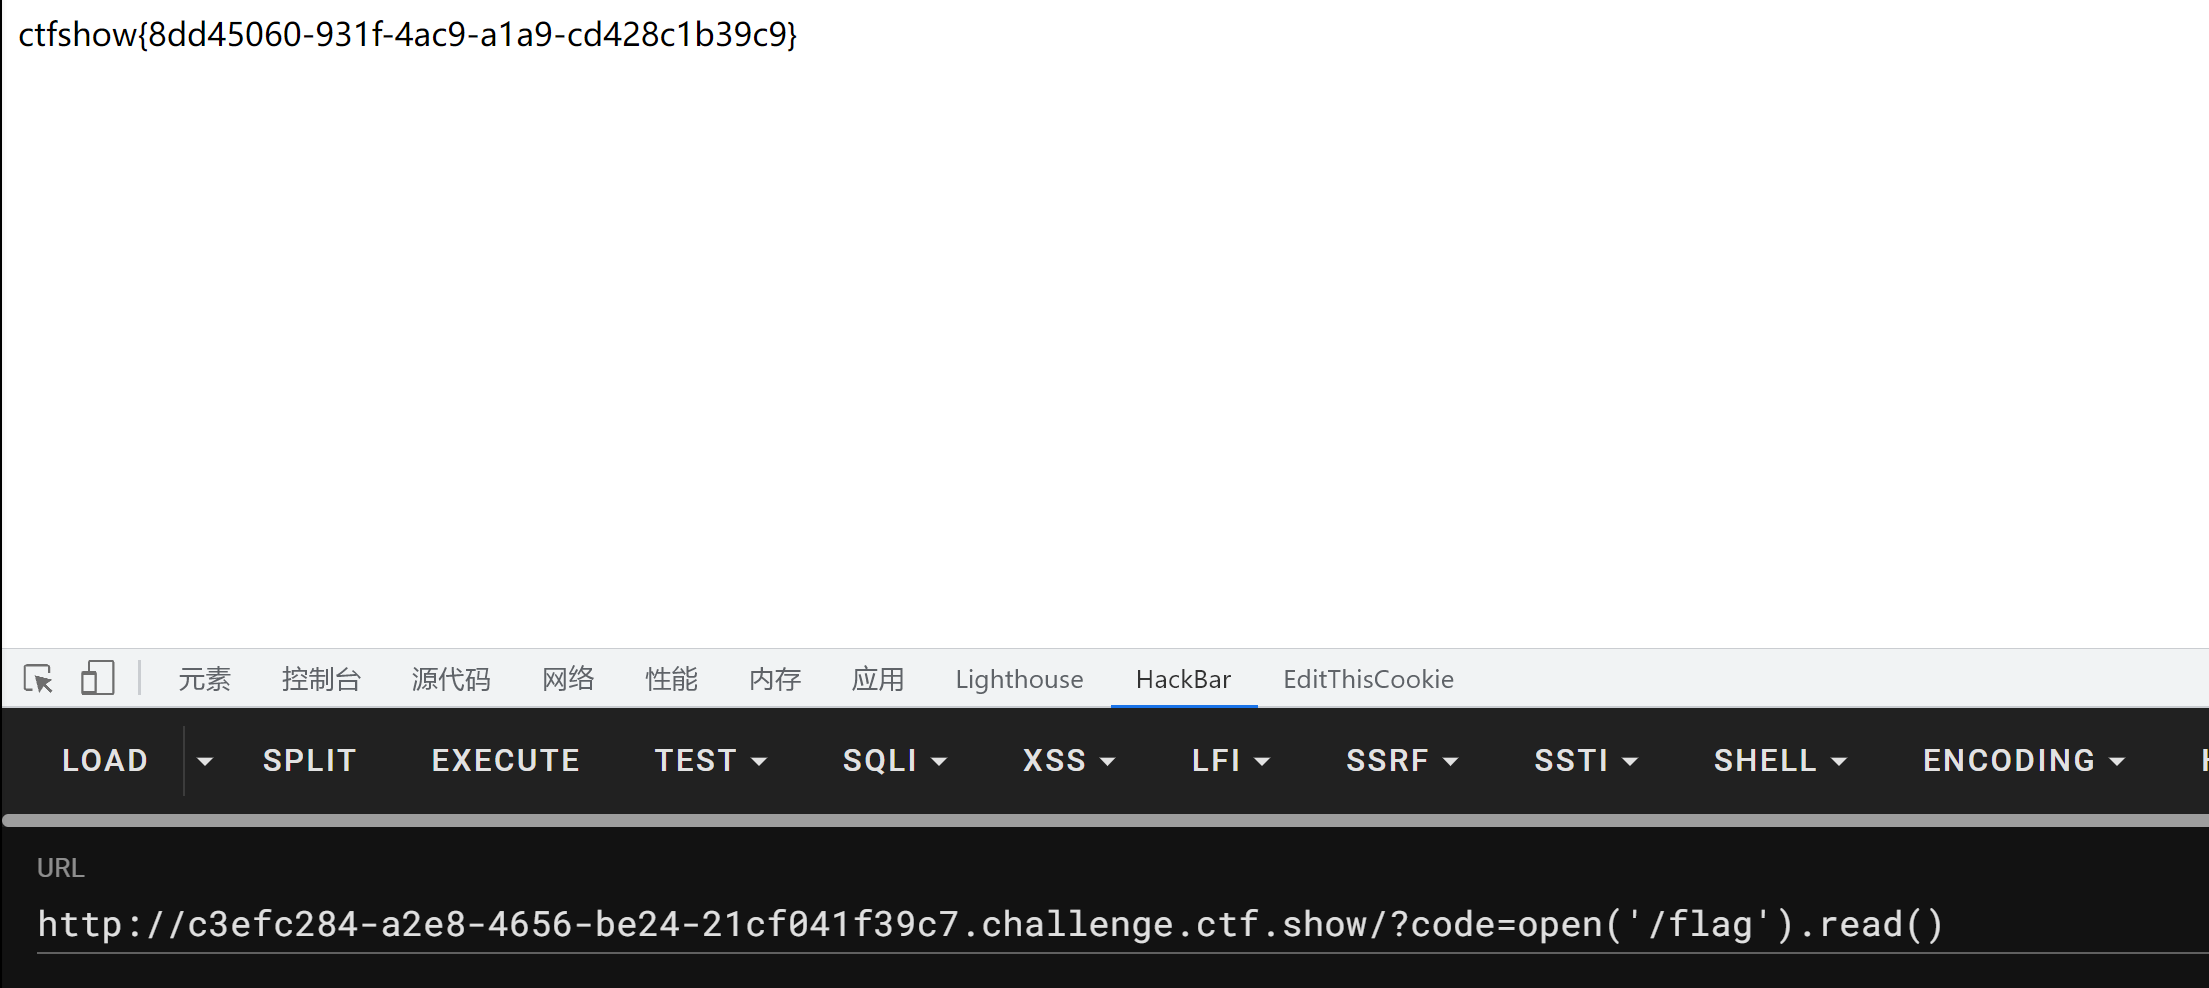 ctfshow{8dd45060-931f-4ac9-a1a9-cd428c1b39c9}
元素 控制台 源代码 网络 性能 内存 应用 Lighthouse HackBar EditThisCookie
LOAD SPLIT EXECUTE TEST SQLI XSS LFI SSRF SSTI SHELL ENCODING
URL
http://c3efc284-a2e8-4656-be24-21cf041f39c7.challenge.ctf.show/?code=open('/flag').read()